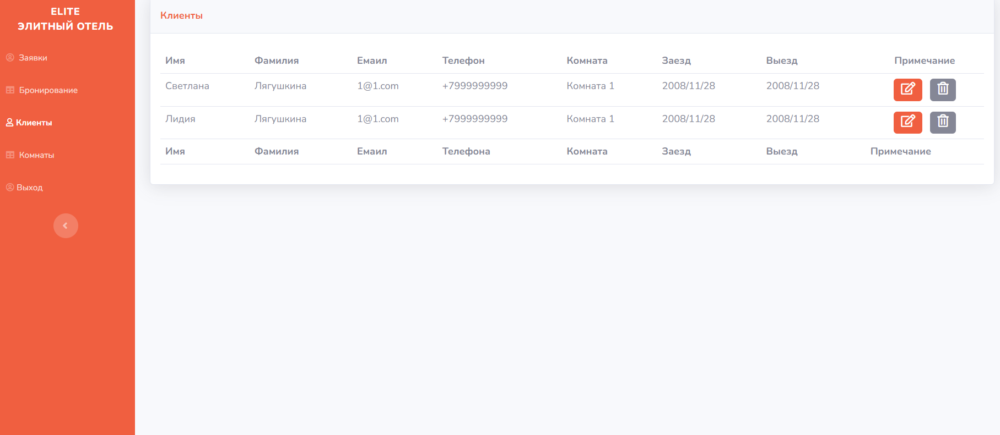 ELITE
ЭЛИТНЫЙ ОТЕЛЬ
Заявки
Бронирование
Клиенты
Комнаты
Выход
Клиенты
Имя Фамилия Емаил Телефон Комната Заезд Выезд Примечание
Светлана Лягушкина 1@1.com +7999999999 Комната 1 2008/11/28 2008/11/28
Лидия Лягушкина 1@1.com +7999999999 Комната 1 2008/11/28 2008/11/28
Имя Фамилия Емаил Телефона Комната Заезд Выезд Примечание